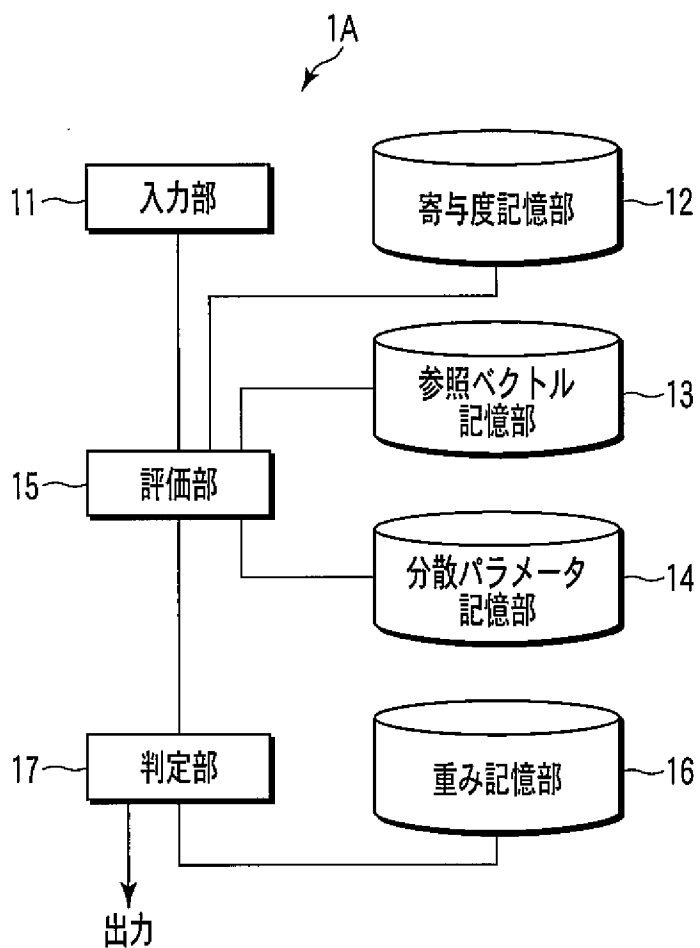 1A
11
入力部
寄与度記憶部
12
参照ベクトル
記憶部
13
15
評価部
分散パラメータ
記憶部
14
17
判定部
重み記憶部
16
出力